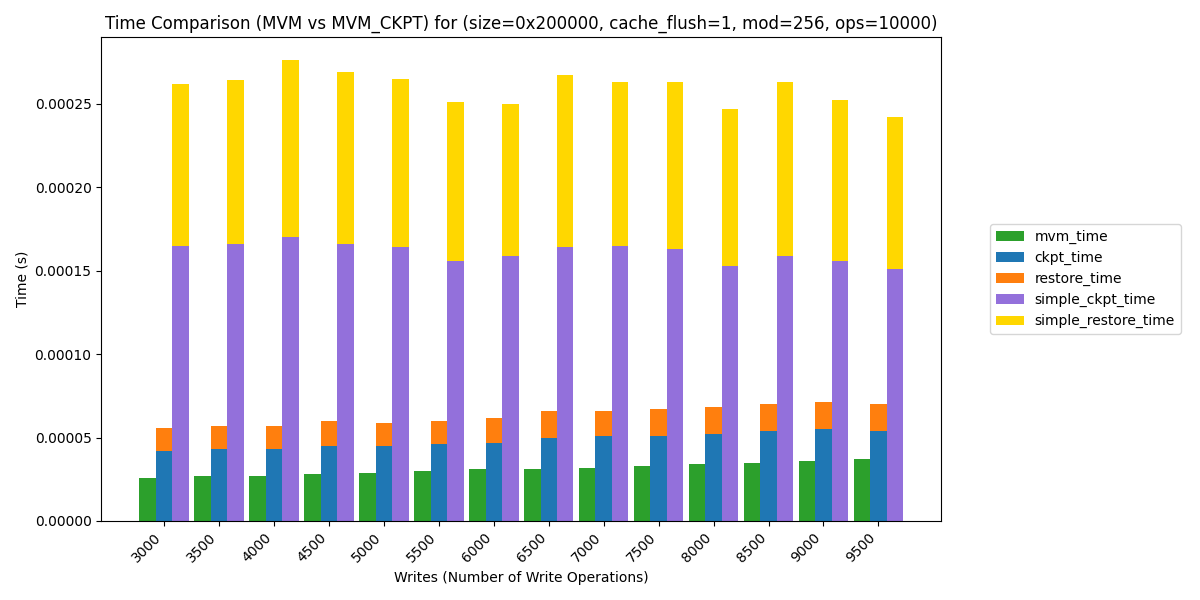 Time Comparison (MVM vs MVM_CKPT) for (size=0x200000, cache_flush=1, mod=256, ops=10000)
Time (s)
0.00025
0.00020
0.00015
0.00010
0.00005
0.00000
3000
3500
4000
4500
5000
5500
6000
6500
7000
7500
8000
8500
9000
9500
Writes (Number of Write Operations)
mvm_time
ckpt_time
restore_time
simple_ckpt_time
simple_restore_time